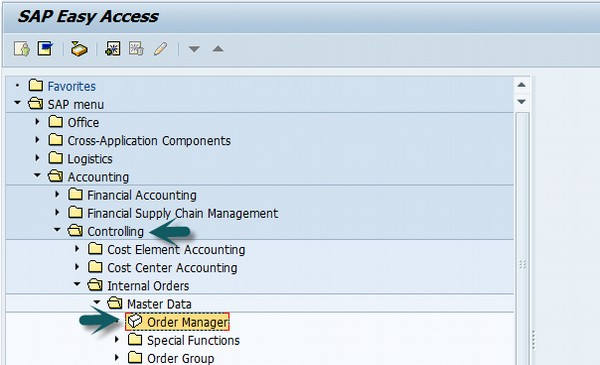 SAP Easy Access
Favorites
SAP menu
Office
Cross-Application Components
Logistics
Accounting
Financial Accounting
Financial Supply Chain Management
Controlling
Cost Element Accounting
Cost Center Accounting
Internal Orders
Master Data
Order Manager
Special Functions
Order Group